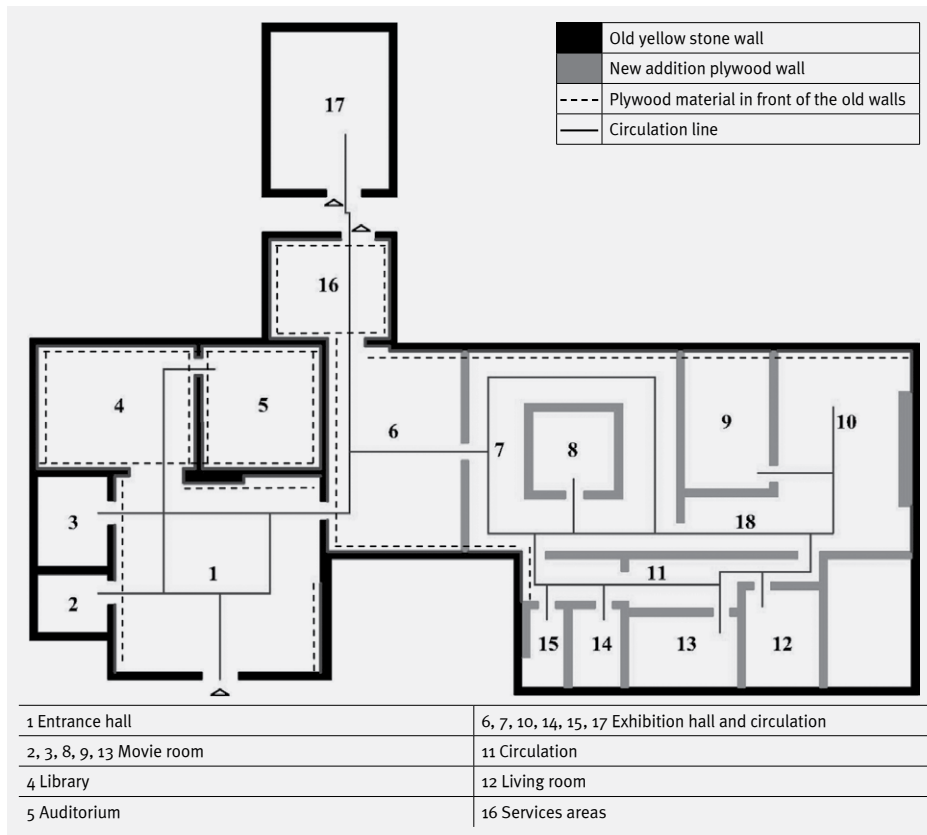 Old yellow stone wall
New addition plywood wall
Plywood material in front of the old walls
Circulation line
17
16
4
5
6
7
8
9
10
3
18
1
11
2
15
14
13
12
1 Entrance hall
6, 7, 10, 14, 15, 17 Exhibition hall and circulation
2, 3, 8, 9, 13 Movie room
11 Circulation
4 Library
12 Living room
5 Auditorium
16 Services areas